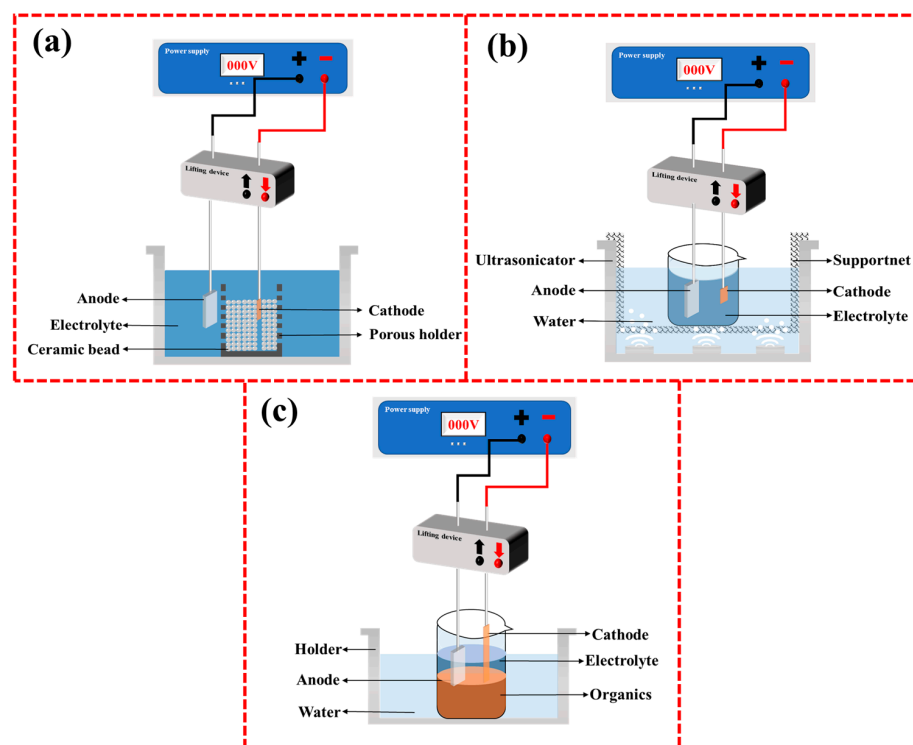 (a)
Power supply
000V
+ −
Lifting device
Anode
Electrolyte
Ceramic bead
Cathode
Porous holder
(b)
Power supply
000V
+ −
Lifting device
Ultrasonicator
Anode
Water
Supportnet
Cathode
Electrolyte
(c)
Power supply
000V
+ −
Lifting device
Holder
Anode
Water
Cathode
Electrolyte
Organics